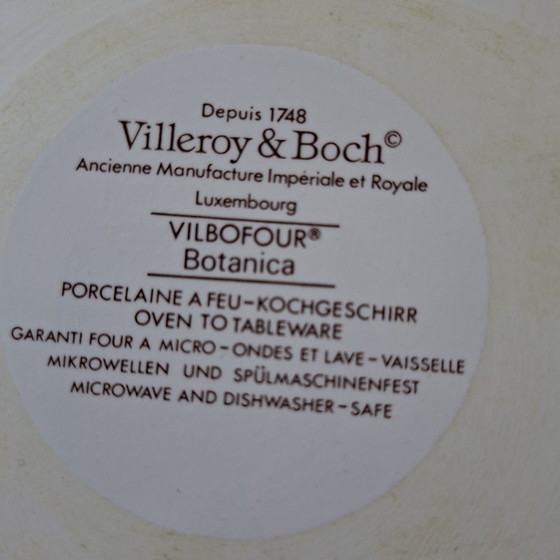 Depuis 1748
Villeroy & Boch©
Ancienne Manufacture Impériale et Royale
Luxembourg
VILBOFOUR®
Botanica
PORCELAINE A FEU-KOCHGESCHIRR
OVEN TO TABLEWARE
GARANTI FOUR A MICRO-ONDES ET LAVE-VAISSELLE
MIKROWELLEN UND SPÜLMASCHINENFEST
MICROWAVE AND DISHWASHER-SAFE